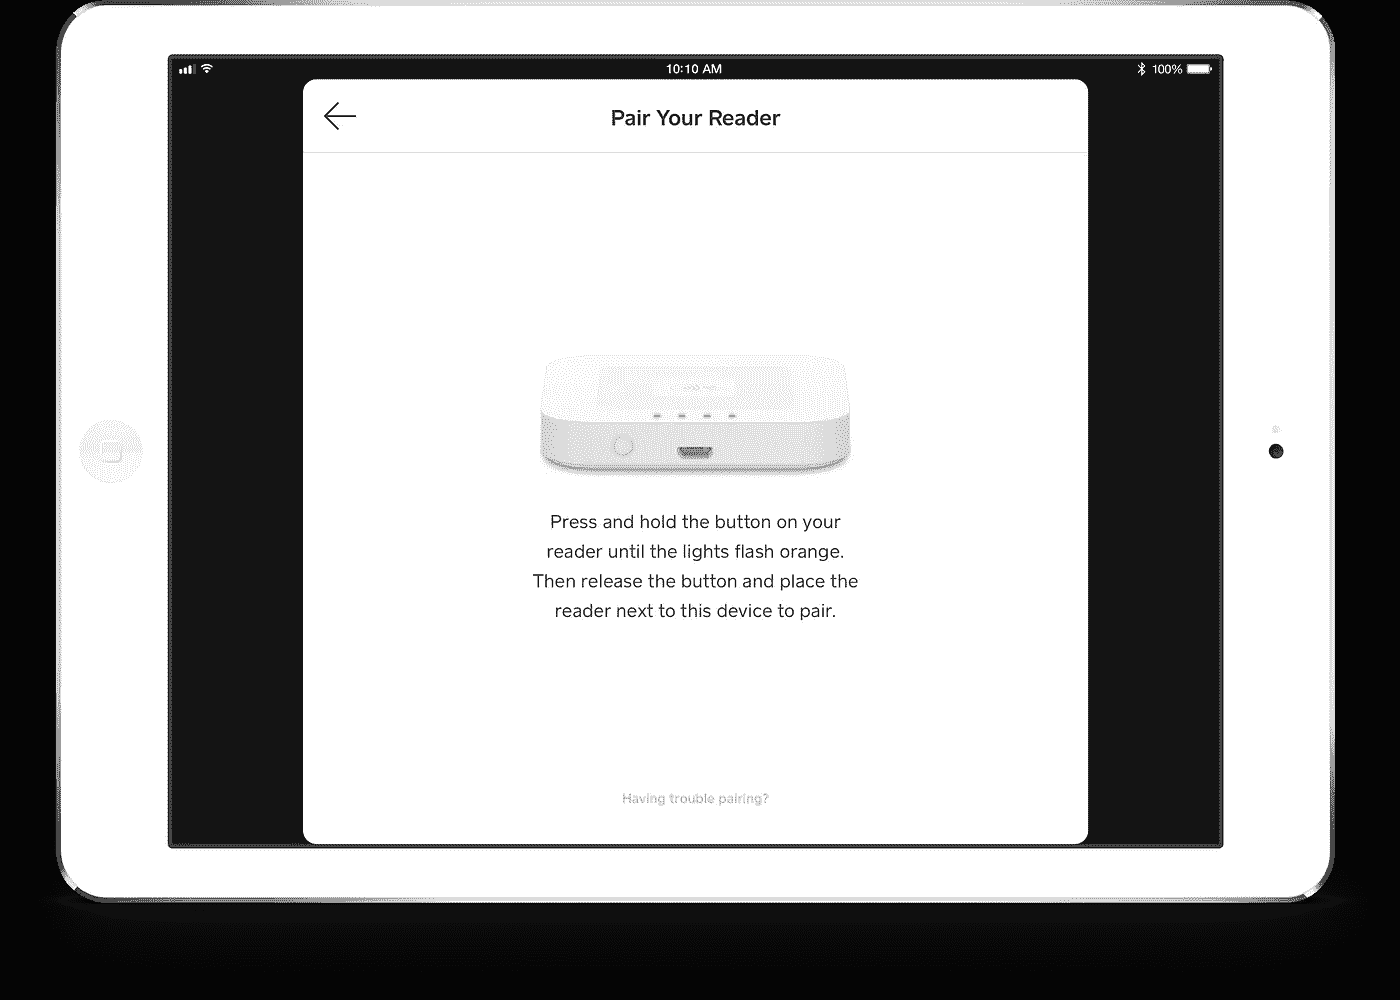 10:10 AM
100%
Pair Your Reader
Press and hold the button on your
reader until the lights flash orange.
Then release the button and place the
reader next to this device to pair.
Having trouble pairing?